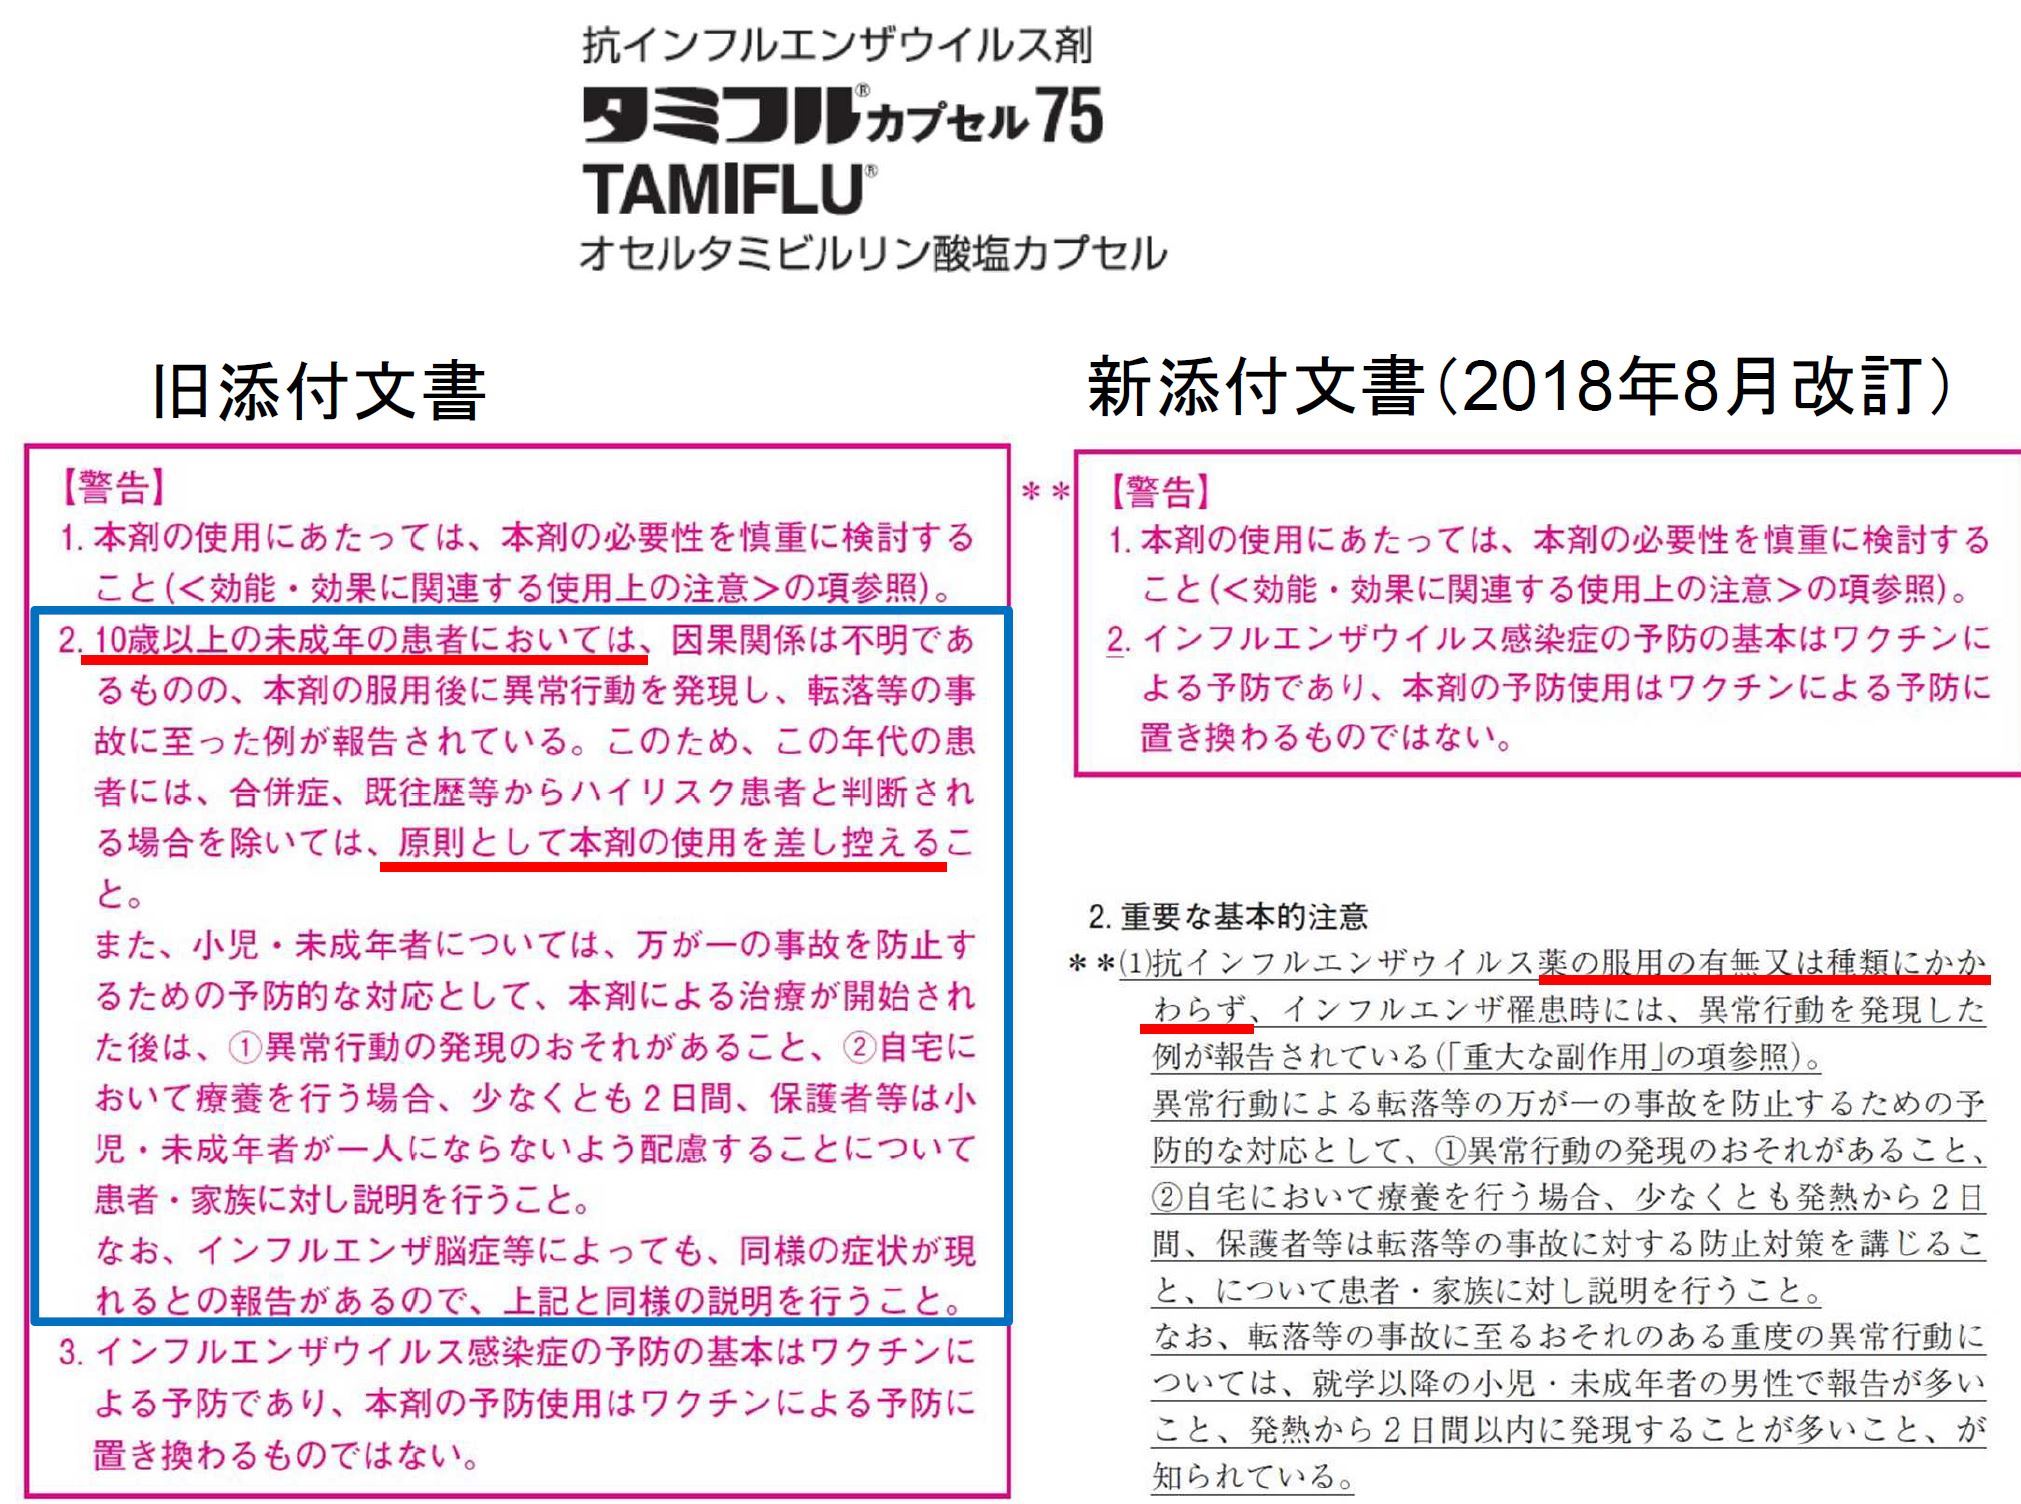 抗インフルエンザウイルス剤
タミフル®カプセル75
TAMIFLU®
オセルタミビルリン酸塩カプセル
旧添付文書
【警告】
1. 本剤の使用にあたっては、本剤の必要性を慎重に検討する
こと(<効能・効果に関連する使用上の注意>の項参照)。
2. 10歳以上の未成年の患者においては、因果関係は不明であ
るものの、本剤の服用後に異常行動を発現し、転落等の事
故に至った例が報告されている。このため、この年代の患
者には、合併症、既往歴等からハイリスク患者と判断され
る場合を除いては、原則として本剤の使用を差し控えるこ
と。
また、小児・未成年者については、万が一の事故を防止す
るための予防的な対応として、本剤による治療が開始され
た後は、①異常行動の発現のおそれがあること、②自宅に
おいて療養を行う場合、少なくとも2日間、保護者等は小
児・未成年者が一人にならないよう配慮することについて
患者・家族に対し説明を行うこと。
なお、インフルエンザ脳症等によっても、同様の症状が現
れるとの報告があるので、上記と同様の説明を行うこと。
3. インフルエンザウイルス感染症の予防の基本はワクチンに
よる予防であり、本剤の予防使用はワクチンによる予防に
置き換わるものではない。
新添付文書(2018年8月改訂)
＊＊【警告】
1. 本剤の使用にあたっては、本剤の必要性を慎重に検討する
こと(<効能・効果に関連する使用上の注意>の項参照)。
2. インフルエンザウイルス感染症の予防の基本はワクチンに
よる予防であり、本剤の予防使用はワクチンによる予防に
置き換わるものではない。
2. 重要な基本的注意
＊＊(1)抗インフルエンザウイルス薬の服用の有無又は種類にかか
わらず、インフルエンザ罹患時には、異常行動を発現した
例が報告されている(「重大な副作用」の項参照)。
異常行動による転落等の万が一の事故を防止するための予
防的な対応として、①異常行動の発現のおそれがあること、
②自宅において療養を行う場合、少なくとも発熱から2日
間、保護者等は転落等の事故に対する防止対策を講じるこ
と、について患者・家族に対し説明を行うこと。
なお、転落等の事故に至るおそれのある重度の異常行動に
ついては、就学以降の小児・未成年者の男性で報告が多い
こと、発熱から2日間以内に発現することが多いこと、が
知られている。